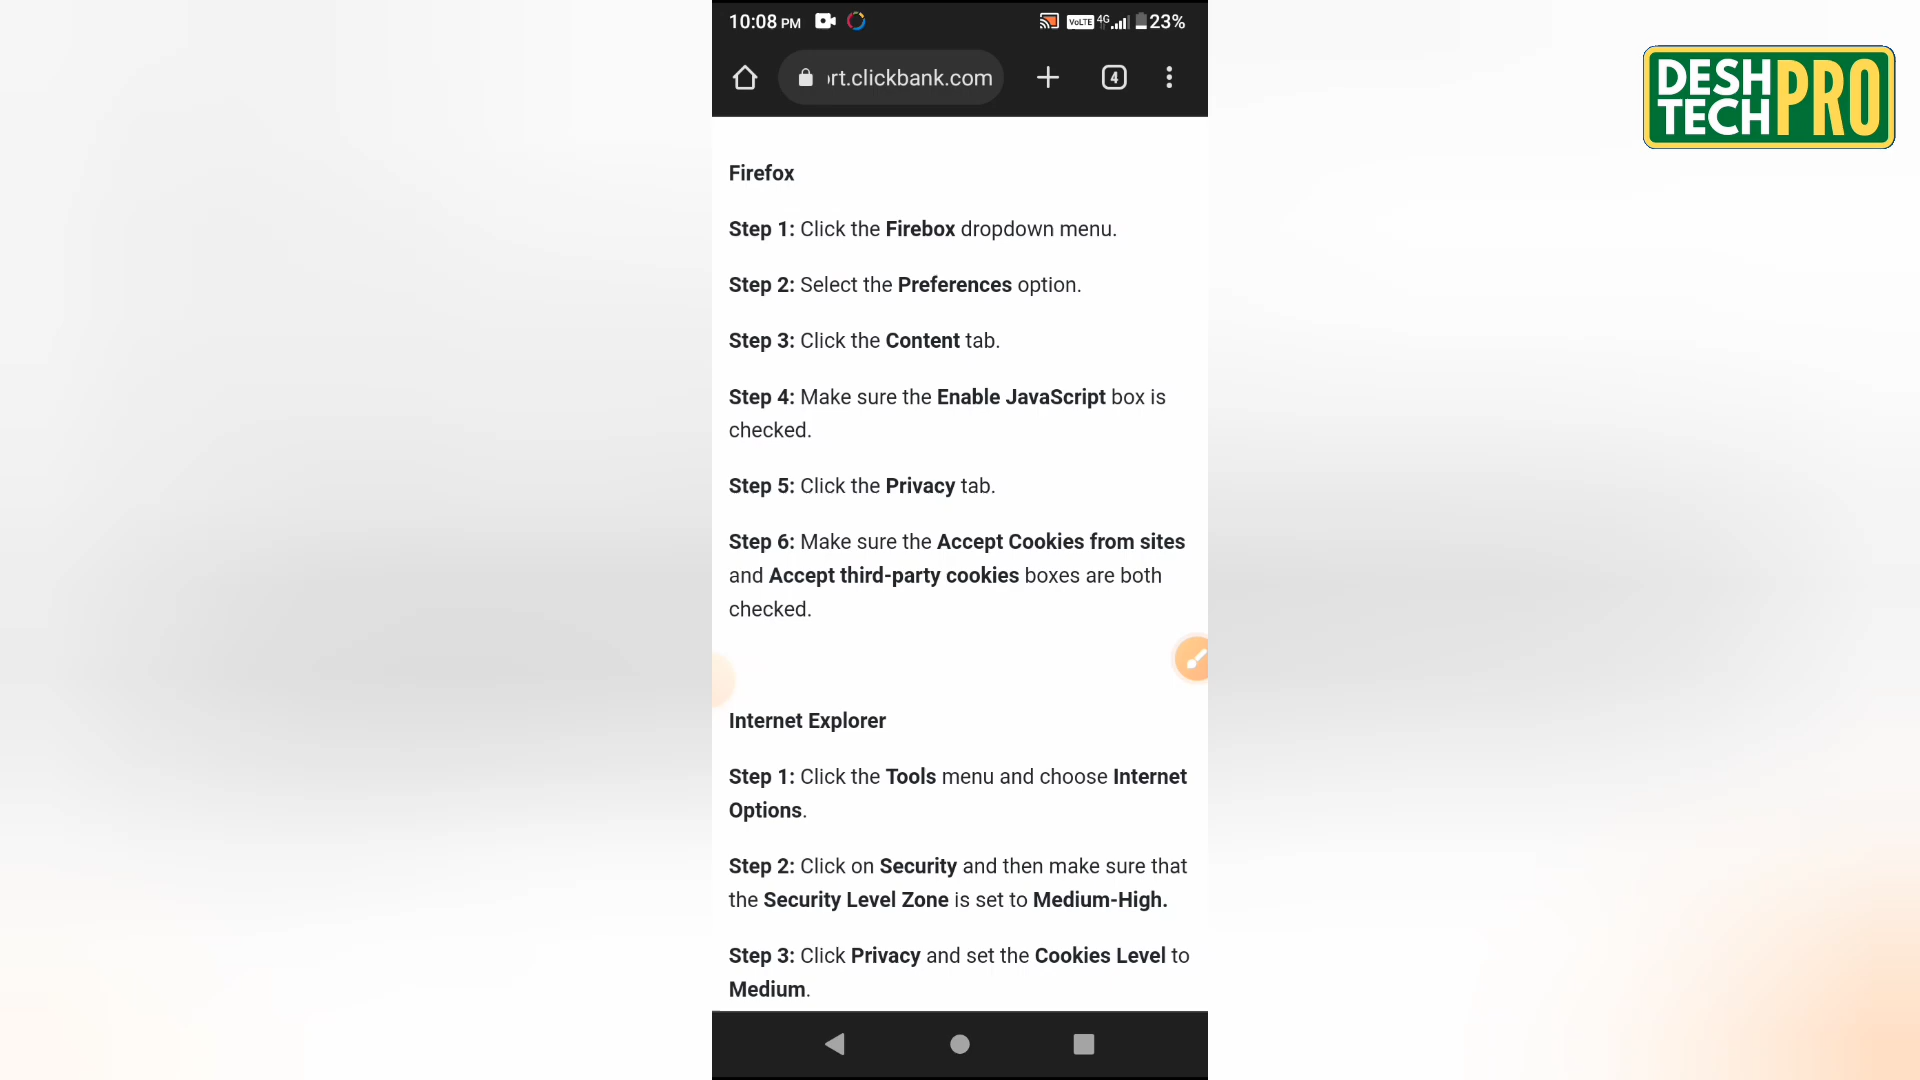 10:08 PM
VoLTE 4G 23%
rt.clickbank.com
4
DESH
TECH PRO
Firefox
Step 1: Click the Firebox dropdown menu.
Step 2: Select the Preferences option.
Step 3: Click the Content tab.
Step 4: Make sure the Enable JavaScript box is
checked.
Step 5: Click the Privacy tab.
Step 6: Make sure the Accept Cookies from sites
and Accept third-party cookies boxes are both
checked.
Internet Explorer
Step 1: Click the Tools menu and choose Internet
Options.
Step 2: Click on Security and then make sure that
the Security Level Zone is set to Medium-High.
Step 3: Click Privacy and set the Cookies Level to
Medium.